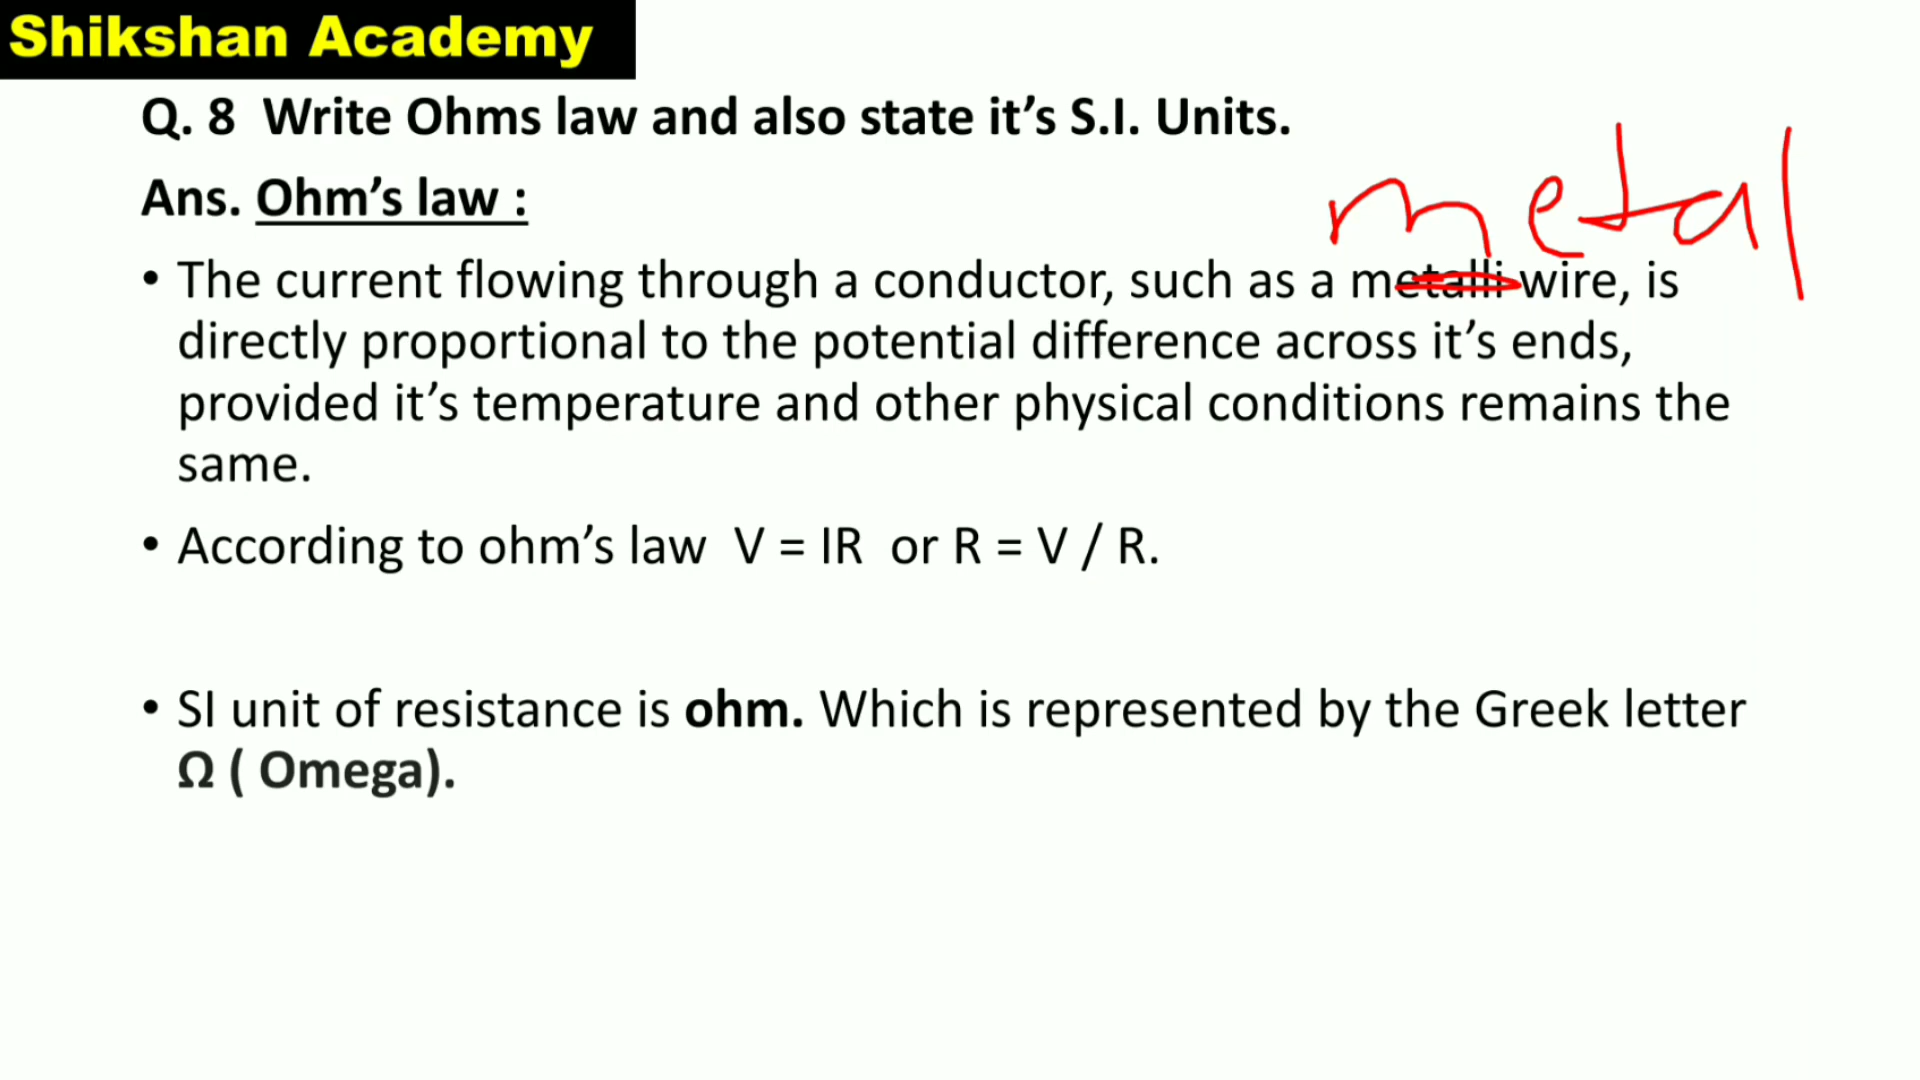 Shikshan Academy
Q. 8  Write Ohms law and also state it’s S.I. Units.
Ans. Ohm’s law :
metal
• The current flowing through a conductor, such as a metalli wire, is
directly proportional to the potential difference across it’s ends,
provided it’s temperature and other physical conditions remains the
same.
• According to ohm’s law  V = IR  or R = V / R.
• SI unit of resistance is ohm. Which is represented by the Greek letter
Ω ( Omega).